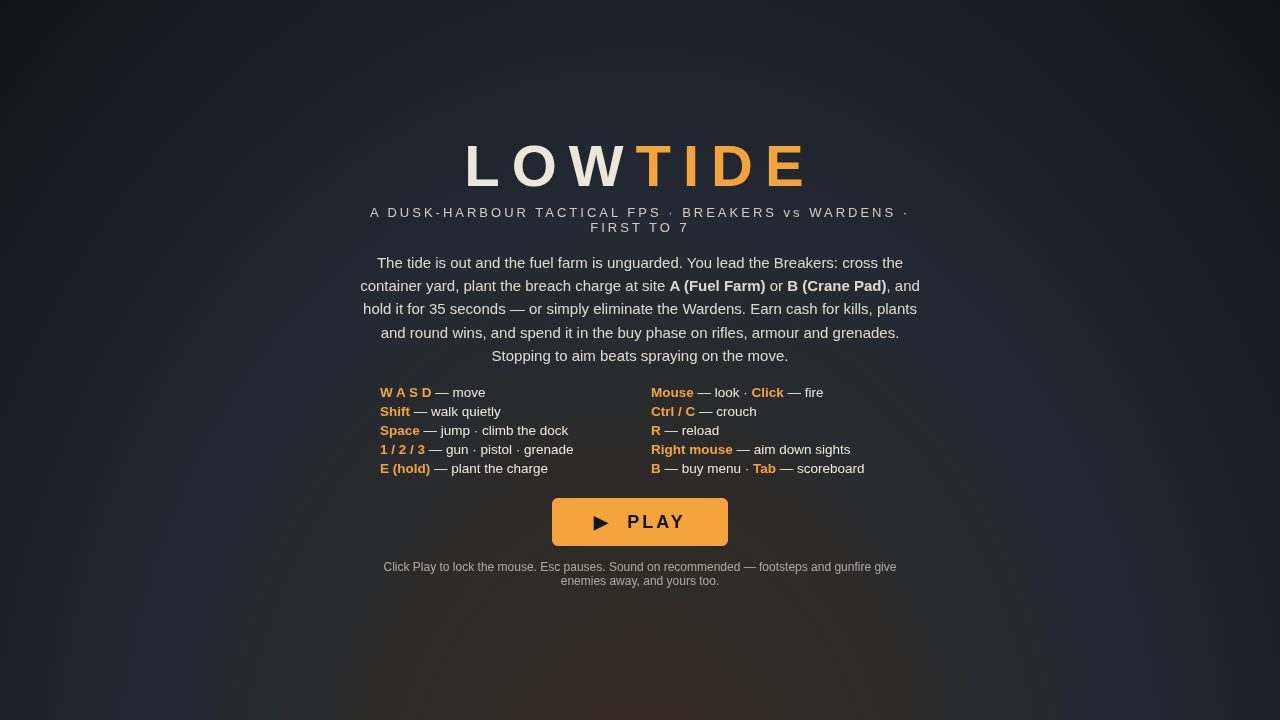 LOWTIDE
A DUSK-HARBOUR TACTICAL FPS · BREAKERS vs WARDENS ·
FIRST TO 7
The tide is out and the fuel farm is unguarded. You lead the Breakers: cross the
container yard, plant the breach charge at site A (Fuel Farm) or B (Crane Pad), and
hold it for 35 seconds — or simply eliminate the Wardens. Earn cash for kills, plants
and round wins, and spend it in the buy phase on rifles, armour and grenades.
Stopping to aim beats spraying on the move.
W A S D — move
Mouse — look · Click — fire
Shift — walk quietly
Ctrl / C — crouch
Space — jump · climb the dock
R — reload
1 / 2 / 3 — gun · pistol · grenade
Right mouse — aim down sights
E (hold) — plant the charge
B — buy menu · Tab — scoreboard
▶ PLAY
Click Play to lock the mouse. Esc pauses. Sound on recommended — footsteps and gunfire give
enemies away, and yours too.